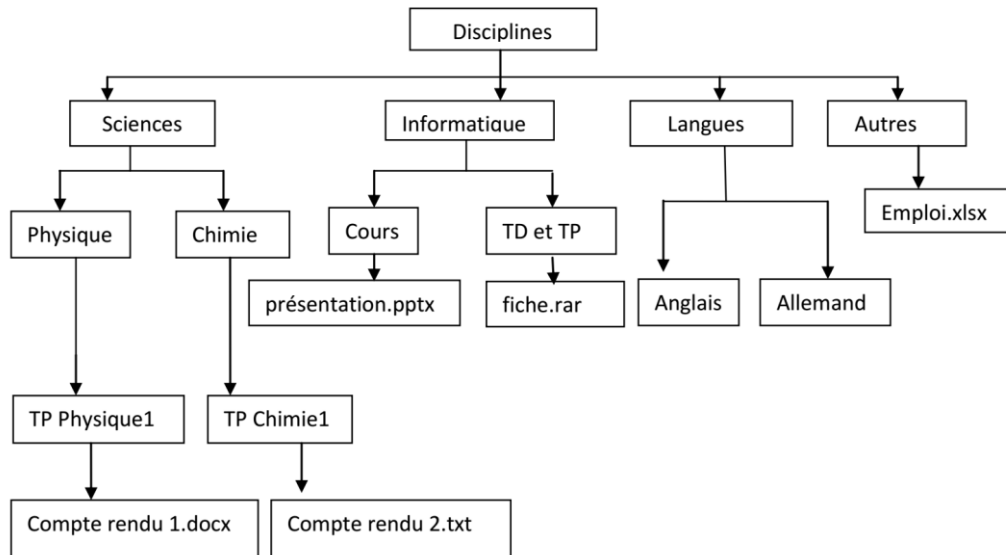 Disciplines
Sciences
Informatique
Langues
Autres
Physique
Chimie
Cours
TD et TP
Emploi.xlsx
présentation.pptx
fiche.rar
Anglais
Allemand
TP Physique1
TP Chimie1
Compte rendu 1.docx
Compte rendu 2.txt